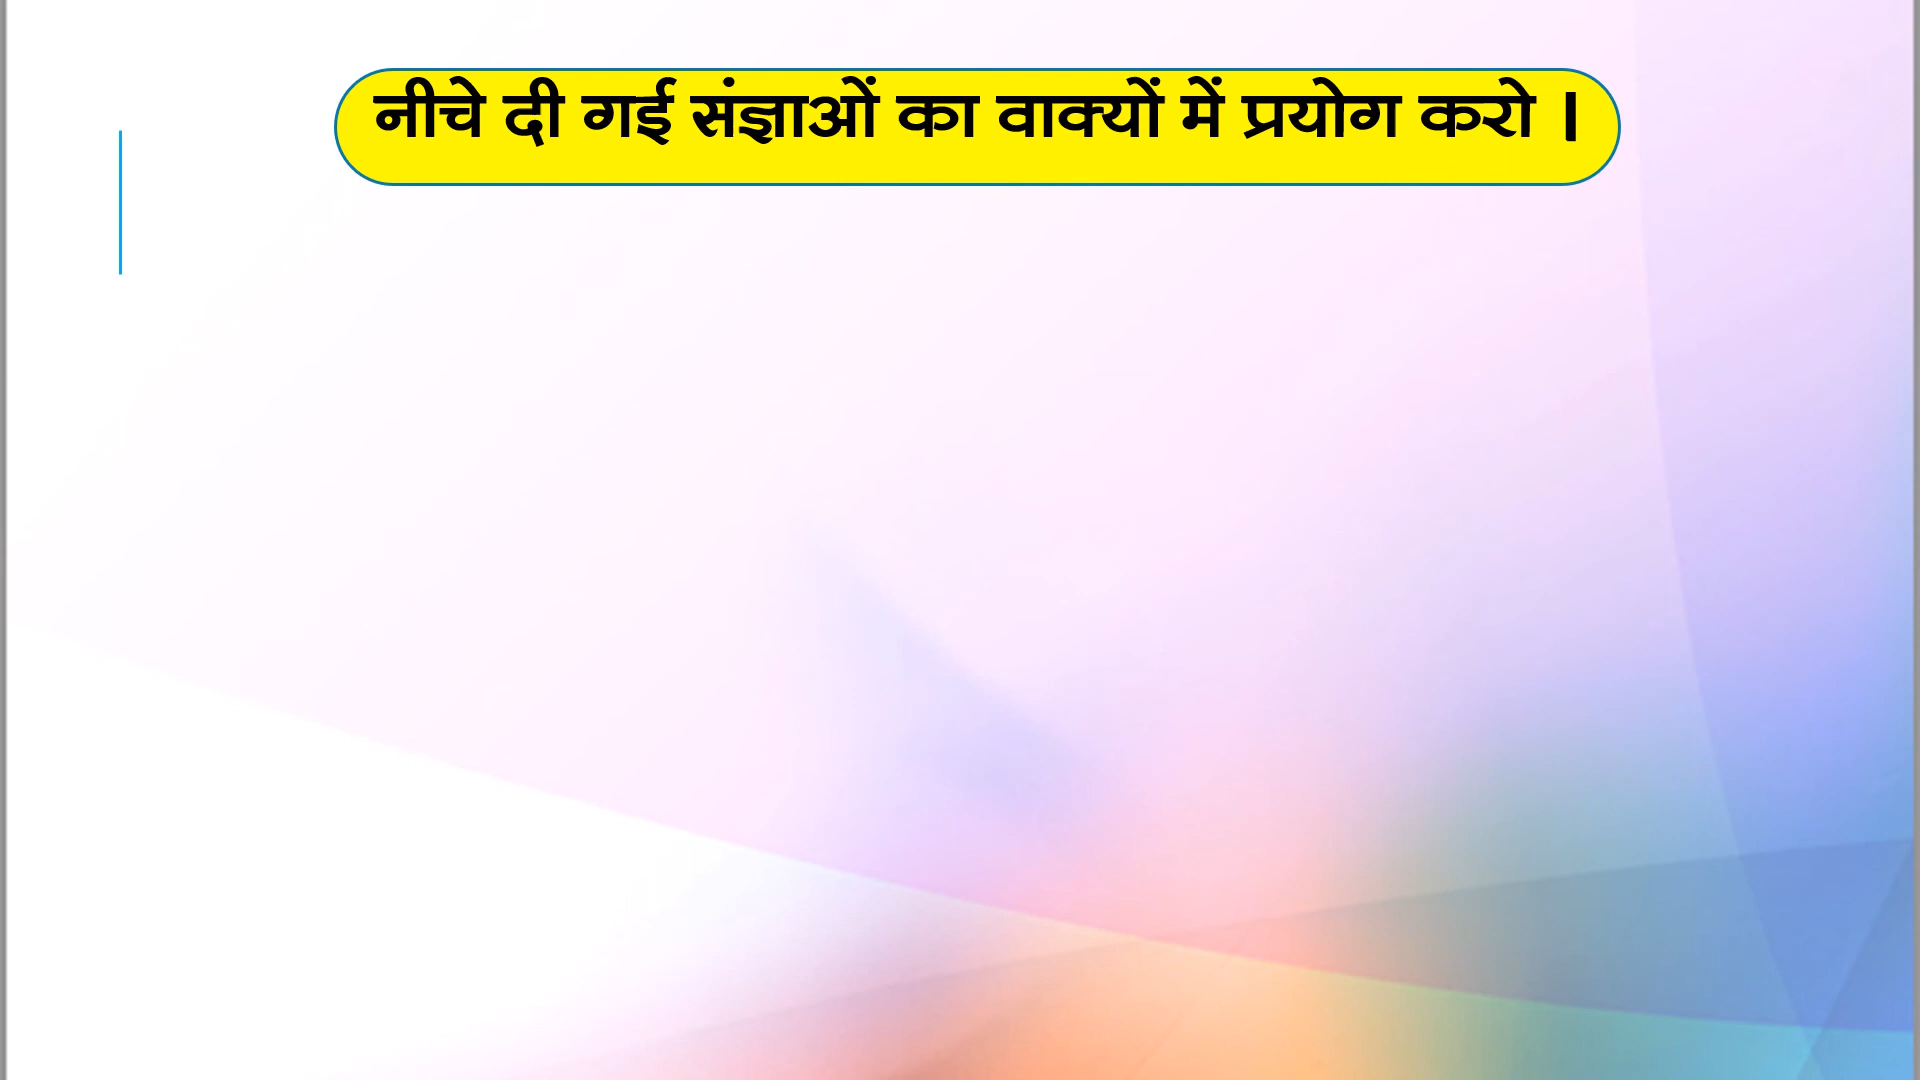 नीचे दी गई संज्ञाओं का वाक्यों में प्रयोग करो ।